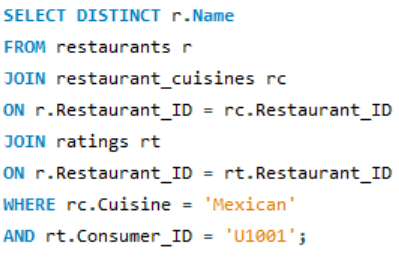 SELECT DISTINCT r.Name
FROM restaurants r
JOIN restaurant_cuisines rc
ON r.Restaurant_ID = rc.Restaurant_ID
JOIN ratings rt
ON r.Restaurant_ID = rt.Restaurant_ID
WHERE rc.Cuisine = 'Mexican'
AND rt.Consumer_ID = 'U1001';